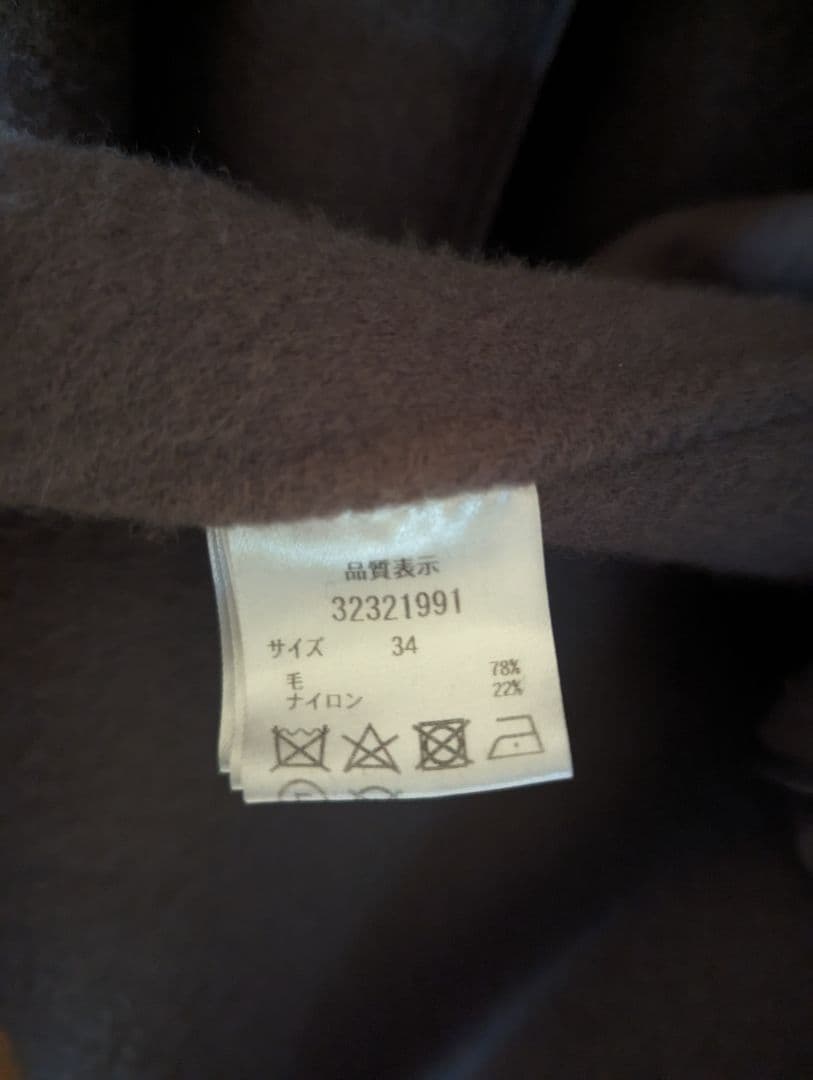 品質表示
32321991
サイズ 34
毛 78%
ナイロン 22%